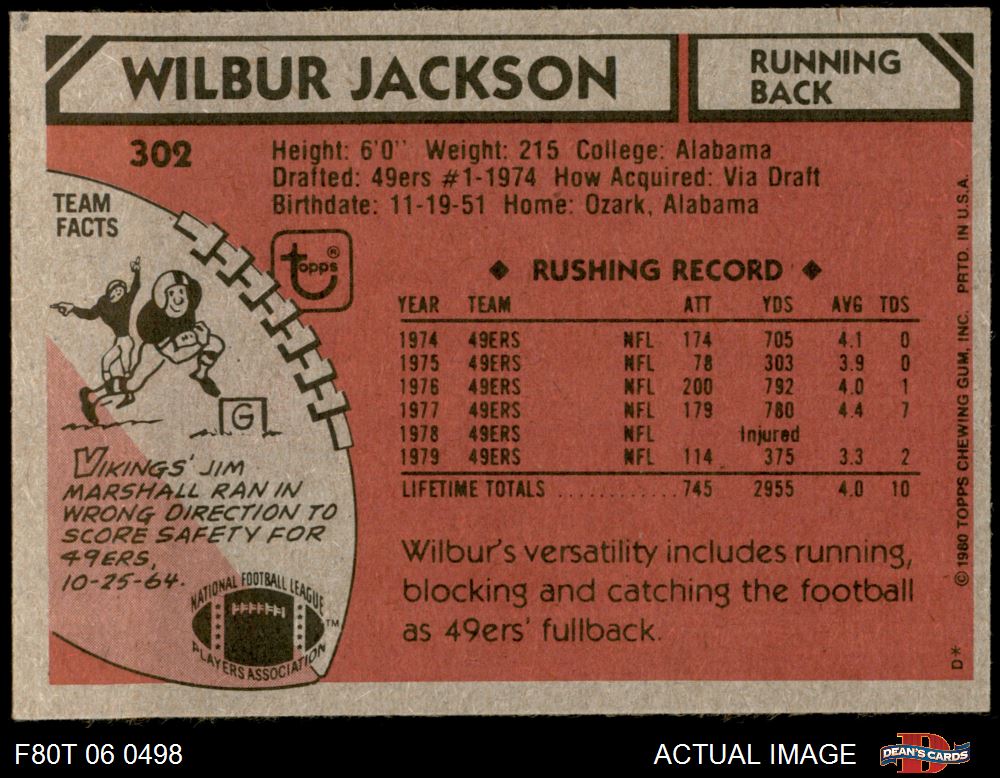 WILBUR JACKSON
RUNNING
BACK
302
Height: 6'0" Weight: 215 College: Alabama
Drafted: 49ers #1-1974 How Acquired: Via Draft
Birthdate: 11-19-51 Home: Ozark, Alabama
TEAM
FACTS
topps®
G
VIKINGS' JIM
MARSHALL RAN IN
WRONG DIRECTION TO
SCORE SAFETY FOR
49ERS,
10-25-64.
NATIONAL FOOTBALL LEAGUE
PLAYERS ASSOCIATION
TM
◆ RUSHING RECORD ◆
YEAR TEAM ATT YDS AVG TDS
1974 49ERS NFL 174 705 4.1 0
1975 49ERS NFL 78 303 3.9 0
1976 49ERS NFL 200 792 4.0 1
1977 49ERS NFL 179 780 4.4 7
1978 49ERS NFL Injured
1979 49ERS NFL 114 375 3.3 2
LIFETIME TOTALS ............ 745 2955 4.0 10
Wilbur's versatility includes running,
blocking and catching the football
as 49ers' fullback.
© 1980 TOPPS CHEWING GUM, INC. PRTD. IN U.S.A.
D*
F80T 06 0498
ACTUAL IMAGE
D
DEAN'S CARDS